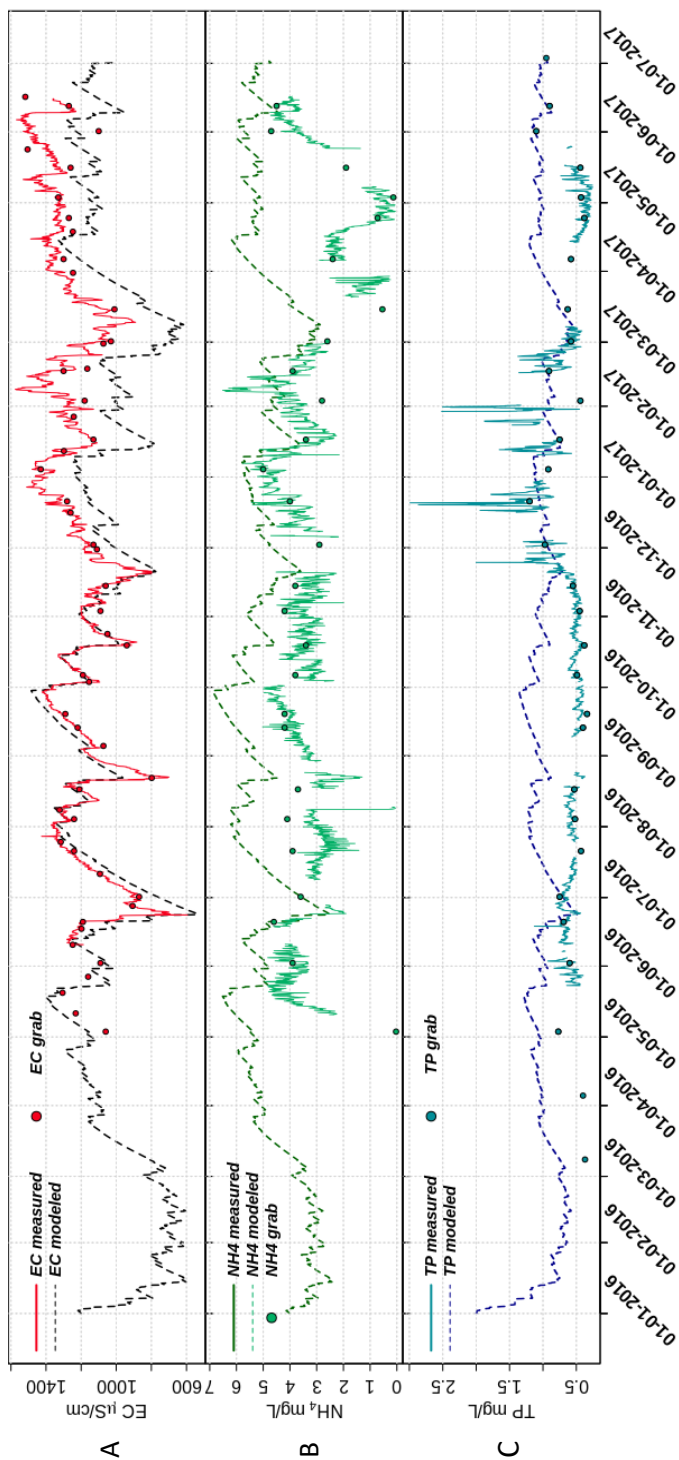 A
EC µS/cm
1400
1000
600
EC measured
EC modeled
EC grab
B
NH₄ mg/L
7
6
5
4
3
2
1
0
NH4 measured
NH4 modeled
NH4 grab
C
TP mg/L
2.5
1.5
0.5
TP measured
TP modeled
TP grab
01-01-2016
01-02-2016
01-03-2016
01-04-2016
01-05-2016
01-06-2016
01-07-2016
01-08-2016
01-09-2016
01-10-2016
01-11-2016
01-12-2016
01-01-2017
01-02-2017
01-03-2017
01-04-2017
01-05-2017
01-06-2017
01-07-2017